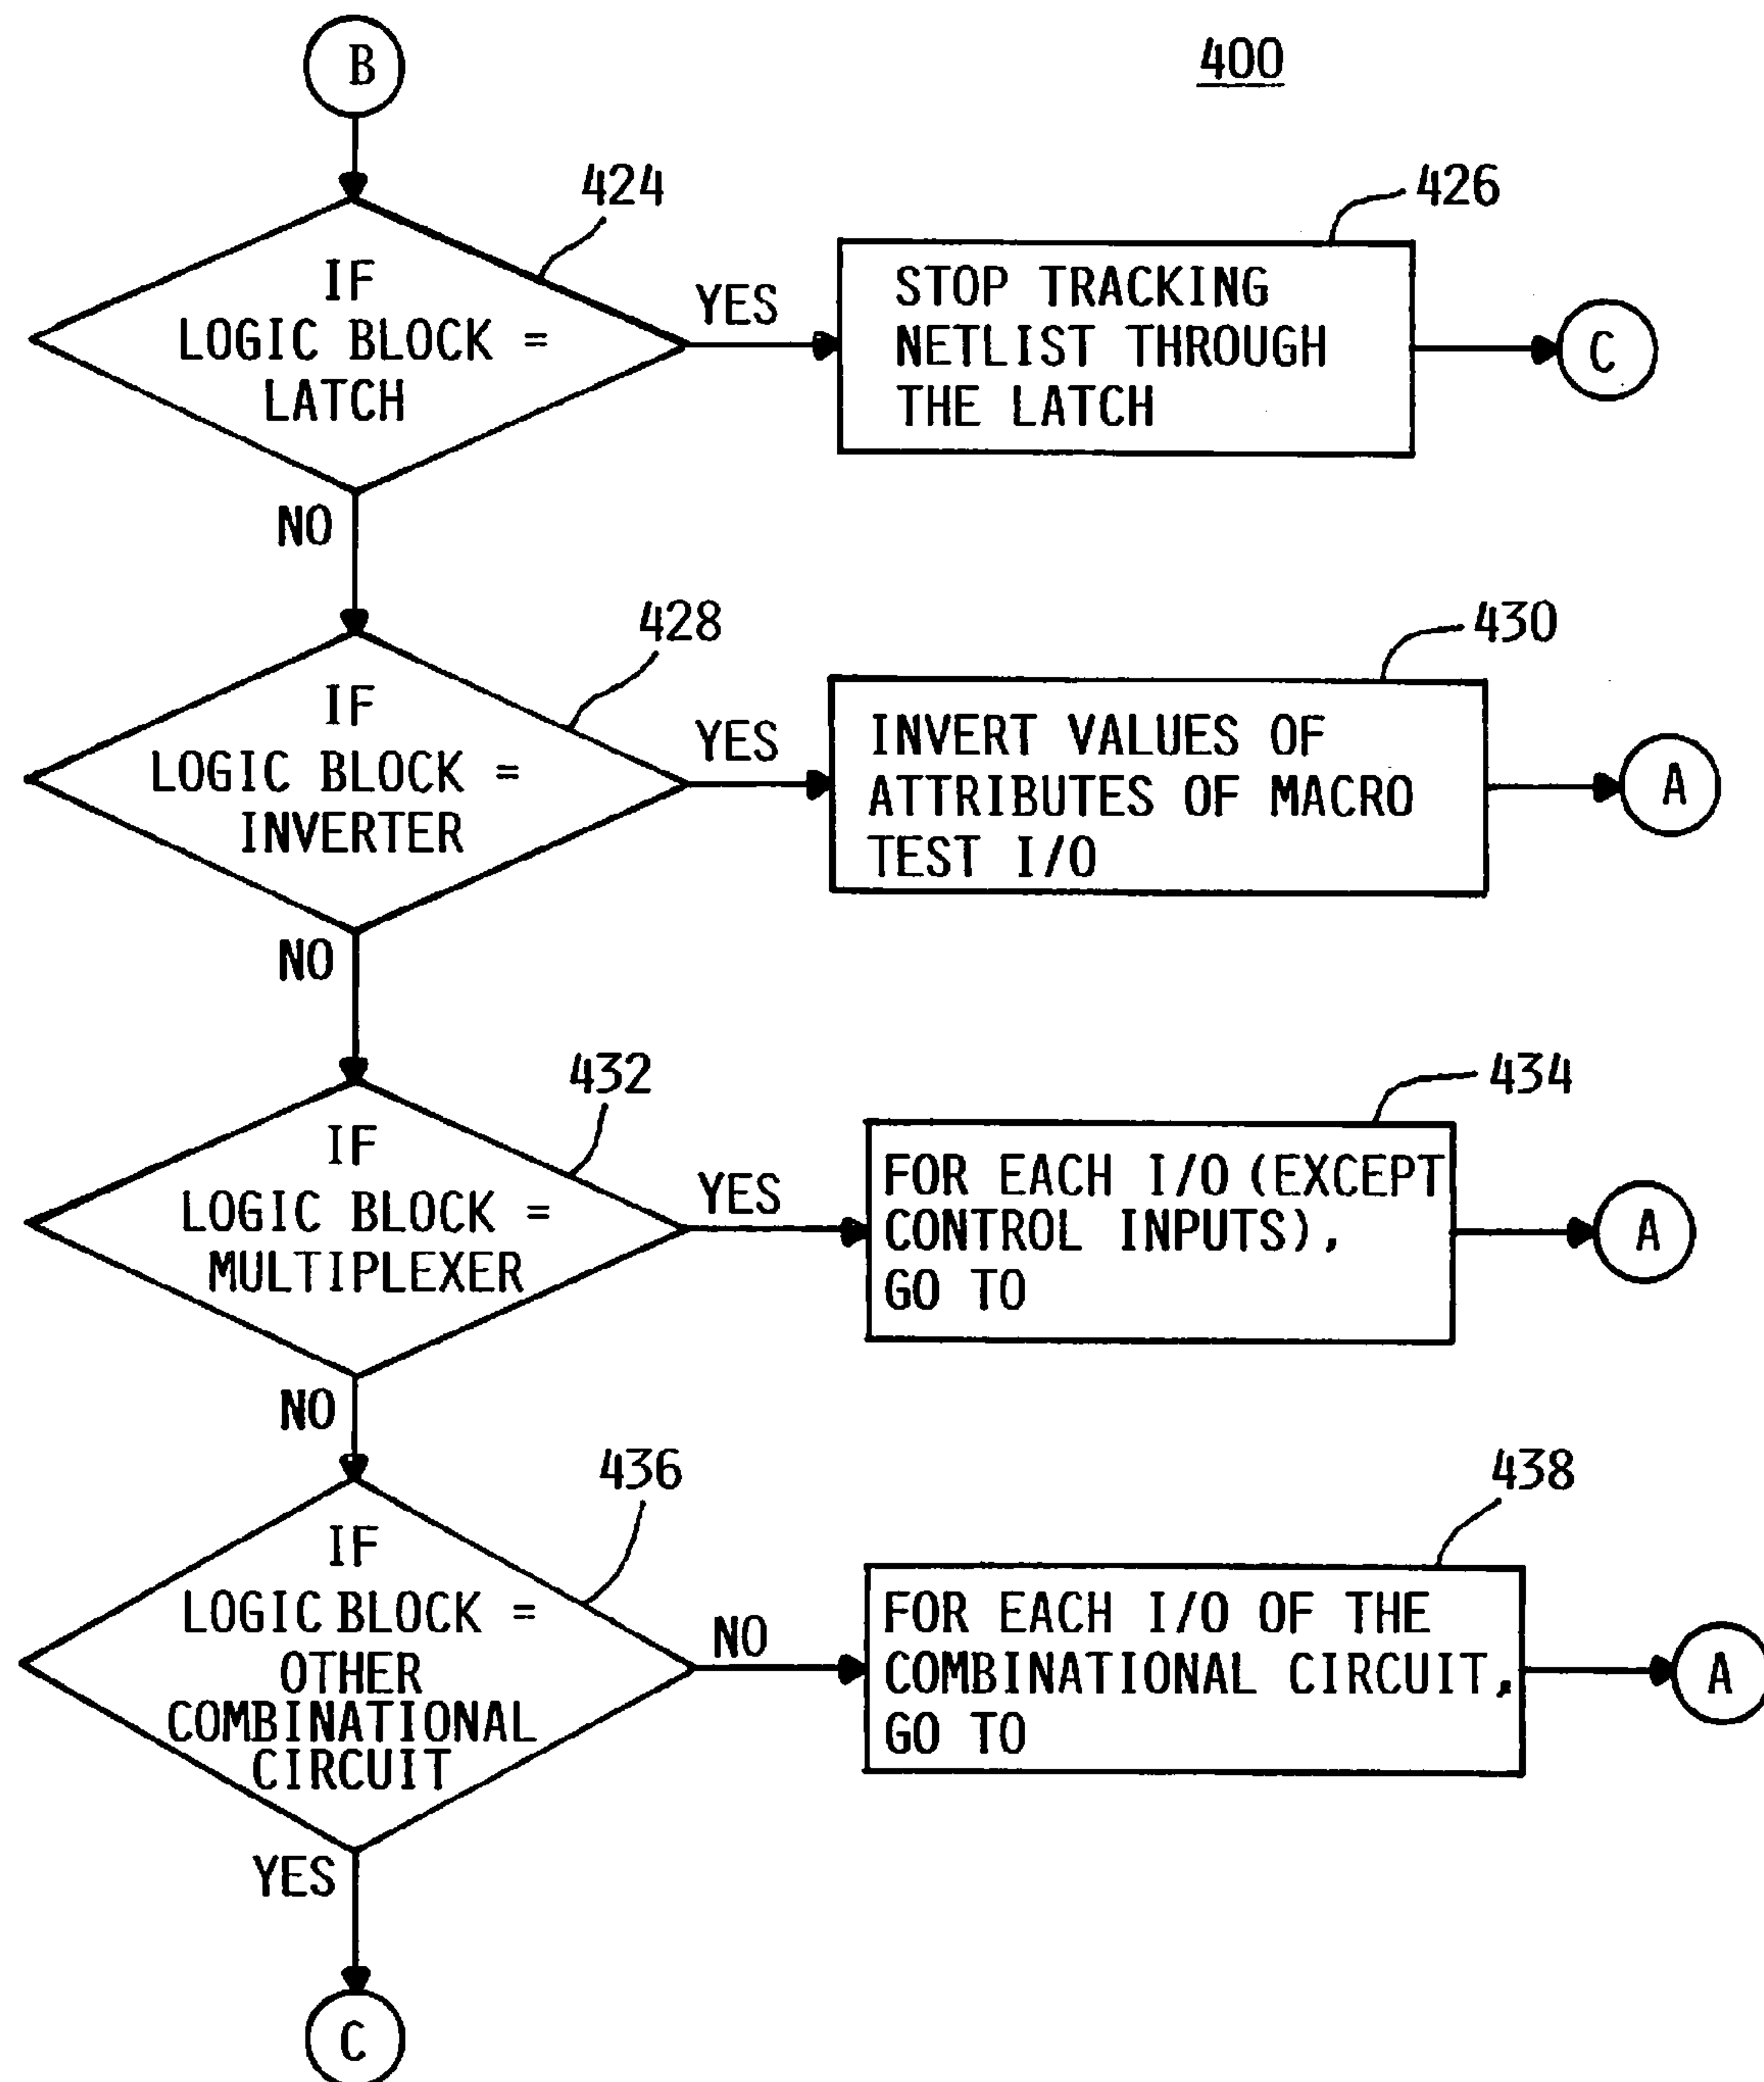 B
400
424
426
IF
LOGIC BLOCK =
LATCH
YES
STOP TRACKING
NETLIST THROUGH
THE LATCH
C
NO
428
430
IF
LOGIC BLOCK =
INVERTER
YES
INVERT VALUES OF
ATTRIBUTES OF MACRO
TEST I/O
A
NO
432
434
IF
LOGIC BLOCK =
MULTIPLEXER
YES
FOR EACH I/O (EXCEPT
CONTROL INPUTS),
GO TO
A
NO
436
438
IF
LOGIC BLOCK =
OTHER
COMBINATIONAL
CIRCUIT
NO
FOR EACH I/O OF THE
COMBINATIONAL CIRCUIT,
GO TO
A
YES
C